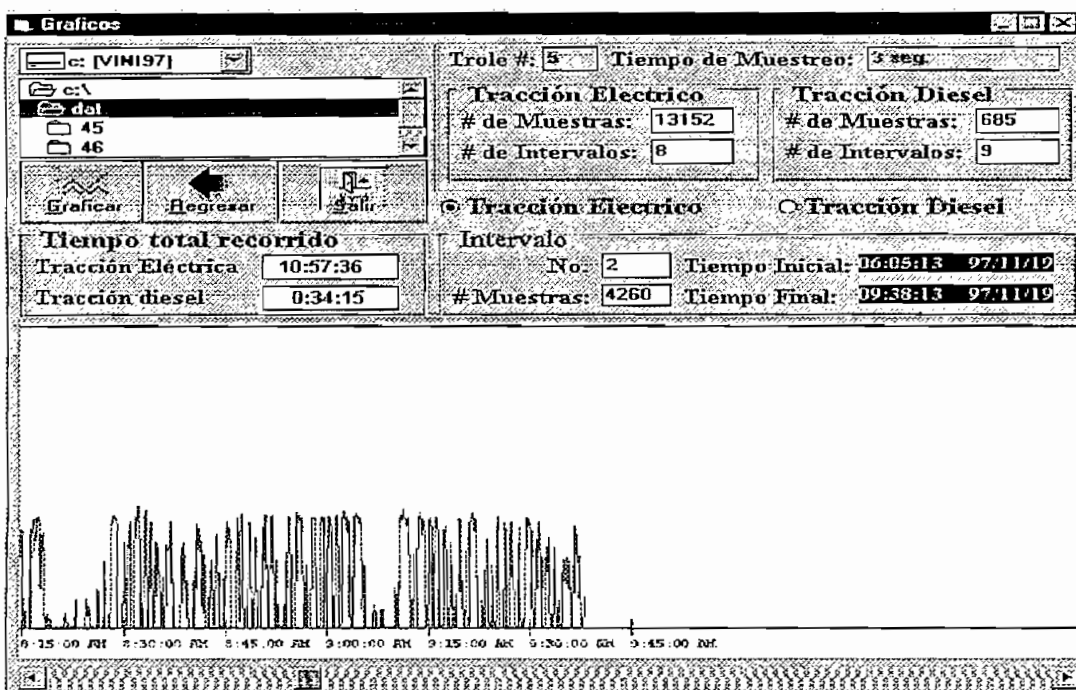 Graficos
c: [VINI97]
Trole #: 5 Tiempo de Muestreo: 3 seg.
c:\
dat
45
46
Tracción Electrico
# de Muestras: 13152
# de Intervalos: 8
Tracción Diesel
# de Muestras: 685
# de Intervalos: 9
Graficar Regresar Salir
Tracción Electrico Tracción Diesel
Tiempo total recorrido
Tracción Eléctrica 10:57:36
Tracción diesel 0:34:15
Intervalo
No: 2 Tiempo Inicial: 06:05:13 97/11/19
# Muestras: 4260 Tiempo Final: 09:38:13 97/11/19
8:15:00 AM 8:30:00 AM 8:45:00 AM 9:00:00 AM 9:15:00 AM 9:30:00 AM 9:45:00 AM